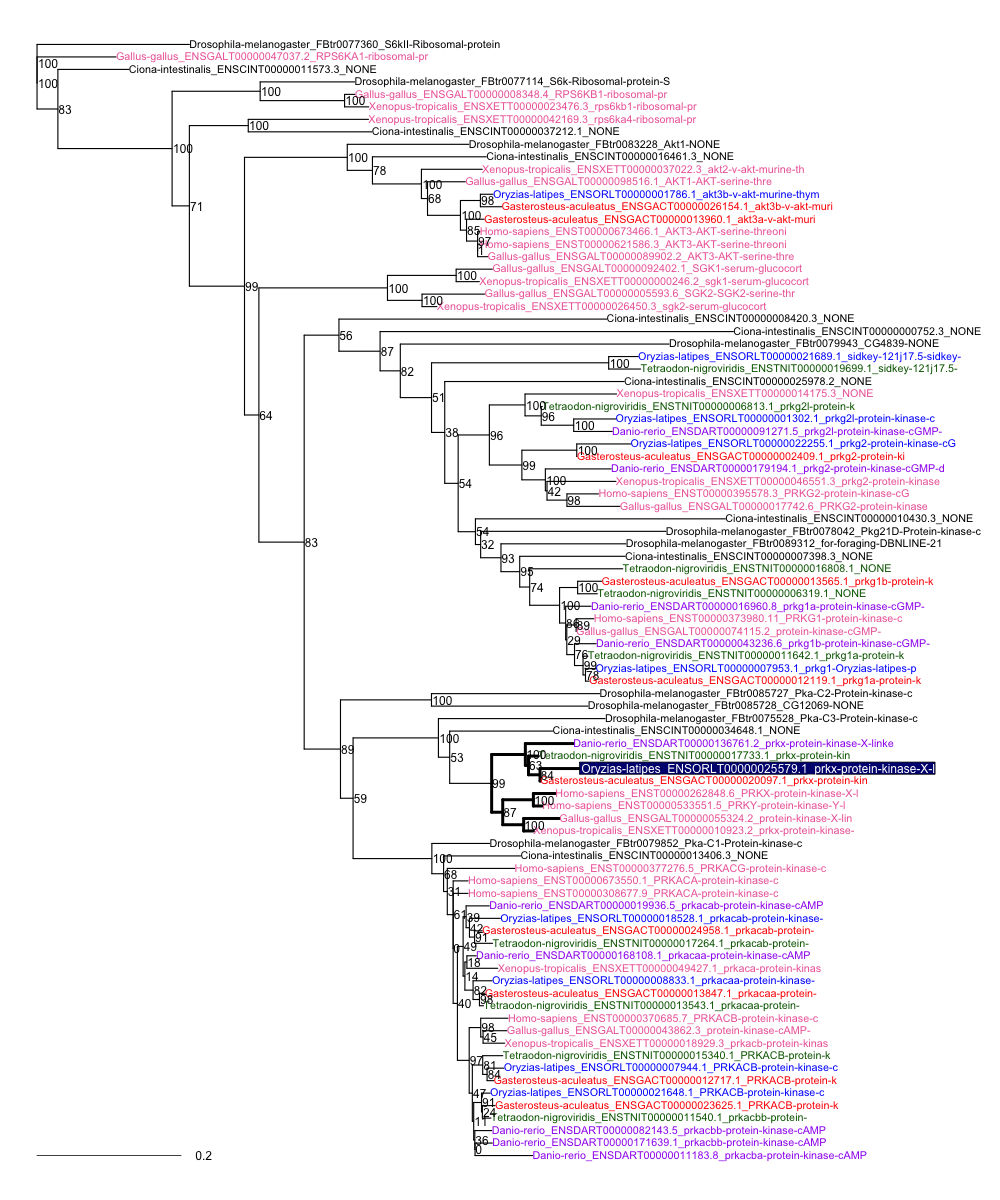 Drosophila-melanogaster_FBtr0077360_S6kII-Ribosomal-protein
Gallus-gallus_ENSGALT00000047037.2_RPS6KA1-ribosomal-pr
100
Ciona-intestinalis_ENSCINT00000011573.3_NONE
100
Drosophila-melanogaster_FBtr0077114_S6k-Ribosomal-protein-S
100
Gallus-gallus_ENSGALT00000008348.4_RPS6KB1-ribosomal-pr
100
Xenopus-tropicalis_ENSXETT00000023476.3_rps6kb1-ribosomal-pr
83
Xenopus-tropicalis_ENSXETT00000042169.3_rps6ka4-ribosomal-pr
100
Ciona-intestinalis_ENSCINT00000037212.1_NONE
Drosophila-melanogaster_FBtr0083228_Akt1-NONE
100
100
Ciona-intestinalis_ENSCINT00000016461.3_NONE
78
Xenopus-tropicalis_ENSXETT00000037022.3_akt2-v-akt-murine-th
Gallus-gallus_ENSGALT00000098516.1_AKT1-AKT-serine-thre
100
68
Oryzias-latipes_ENSORLT00000001786.1_akt3b-v-akt-murine-thym
98
Gasterosteus-aculeatus_ENSGACT00000026154.1_akt3b-v-akt-muri
71
100
Gasterosteus-aculeatus_ENSGACT00000013960.1_akt3a-v-akt-muri
85
Homo-sapiens_ENST00000673466.1_AKT3-AKT-serine-threoni
97
Homo-sapiens_ENST00000621586.3_AKT3-AKT-serine-threoni
1
Gallus-gallus_ENSGALT00000089902.2_AKT3-AKT-serine-thre
Gallus-gallus_ENSGALT00000092402.1_SGK1-serum-glucocort
100
Xenopus-tropicalis_ENSXETT00000000246.2_sgk1-serum-glucocort
99
100
Gallus-gallus_ENSGALT00000005593.6_SGK2-SGK2-serine-thr
100
Xenopus-tropicalis_ENSXETT00000026450.3_sgk2-serum-glucocort
Ciona-intestinalis_ENSCINT00000008420.3_NONE
56
Ciona-intestinalis_ENSCINT00000000752.3_NONE
87
Drosophila-melanogaster_FBtr0079943_CG4839-NONE
Oryzias-latipes_ENSORLT00000021689.1_sidkey-121j17.5-sidkey-
100
Tetraodon-nigroviridis_ENSTNIT00000019699.1_sidkey-121j17.5-
82
Ciona-intestinalis_ENSCINT00000025978.2_NONE
51
Xenopus-tropicalis_ENSXETT00000014175.3_NONE
100
Tetraodon-nigroviridis_ENSTNIT00000006813.1_prkg2l-protein-k
96
Oryzias-latipes_ENSORLT00000001302.1_prkg2l-protein-kinase-c
100
Danio-rerio_ENSDART00000091271.5_prkg2l-protein-kinase-cGMP-
64
38
96
Oryzias-latipes_ENSORLT00000022255.1_prkg2-protein-kinase-cG
100
Gasterosteus-aculeatus_ENSGACT00000002409.1_prkg2-protein-ki
99
Danio-rerio_ENSDART00000179194.1_prkg2-protein-kinase-cGMP-d
100
Xenopus-tropicalis_ENSXETT00000046551.3_prkg2-protein-kinase
54
42
Homo-sapiens_ENST00000395578.3_PRKG2-protein-kinase-cG
98
Gallus-gallus_ENSGALT00000017742.6_PRKG2-protein-kinase
Ciona-intestinalis_ENSCINT00000010430.3_NONE
54
Drosophila-melanogaster_FBtr0078042_Pkg21D-Protein-kinase-c
83
32
Drosophila-melanogaster_FBtr0089312_for-foraging-DBNLINE-21
93
Ciona-intestinalis_ENSCINT00000007398.3_NONE
95
Tetraodon-nigroviridis_ENSTNIT00000016808.1_NONE
74
Gasterosteus-aculeatus_ENSGACT00000013565.1_prkg1b-protein-k
100
Tetraodon-nigroviridis_ENSTNIT00000006319.1_NONE
100
Danio-rerio_ENSDART00000016960.8_prkg1a-protein-kinase-cGMP-
Homo-sapiens_ENST00000373980.11_PRKG1-protein-kinase-c
89
Gallus-gallus_ENSGALT00000074115.2_protein-kinase-cGMP-
29
Danio-rerio_ENSDART00000043236.6_prkg1b-protein-kinase-cGMP-
76
Tetraodon-nigroviridis_ENSTNIT00000011642.1_prkg1a-protein-k
99
Oryzias-latipes_ENSORLT00000007953.1_prkg1-Oryzias-latipes-p
78
Gasterosteus-aculeatus_ENSGACT00000012119.1_prkg1a-protein-k
Drosophila-melanogaster_FBtr0085727_Pka-C2-Protein-kinase-c
100
Drosophila-melanogaster_FBtr0085728_CG12069-NONE
Drosophila-melanogaster_FBtr0075528_Pka-C3-Protein-kinase-c
100
Ciona-intestinalis_ENSCINT00000034648.1_NONE
89
53
Danio-rerio_ENSDART00000136761.2_prkx-protein-kinase-X-linke
100
Tetraodon-nigroviridis_ENSTNIT00000017733.1_prkx-protein-kin
63
Oryzias-latipes_ENSORLT00000025579.1_prkx-protein-kinase-X-l
84
Gasterosteus-aculeatus_ENSGACT00000020097.1_prkx-protein-kin
99
Homo-sapiens_ENST00000262848.6_PRKX-protein-kinase-X-l
100
Homo-sapiens_ENST00000533551.5_PRKY-protein-kinase-Y-l
59
87
Gallus-gallus_ENSGALT00000055324.2_protein-kinase-X-lin
100
Xenopus-tropicalis_ENSXETT00000010923.2_prkx-protein-kinase-
Drosophila-melanogaster_FBtr0079852_Pka-C1-Protein-kinase-c
100
Ciona-intestinalis_ENSCINT00000013406.3_NONE
68
Homo-sapiens_ENST00000377276.5_PRKACG-protein-kinase-c
Homo-sapiens_ENST00000673550.1_PRKACA-protein-kinase-c
31
Homo-sapiens_ENST00000308677.9_PRKACA-protein-kinase-c
Danio-rerio_ENSDART00000019936.5_prkacab-protein-kinase-cAMP
61
39
Oryzias-latipes_ENSORLT00000018528.1_prkacab-protein-kinase-
42
Gasterosteus-aculeatus_ENSGACT00000024958.1_prkacab-protein-
91
Tetraodon-nigroviridis_ENSTNIT00000017264.1_prkacab-protein-
0
49
Danio-rerio_ENSDART00000168108.1_prkacaa-protein-kinase-cAMP
18
Xenopus-tropicalis_ENSXETT00000049427.1_prkaca-protein-kinas
14
Oryzias-latipes_ENSORLT00000008833.1_prkacaa-protein-kinase-
82
Gasterosteus-aculeatus_ENSGACT00000013847.1_prkacaa-protein-
98
Tetraodon-nigroviridis_ENSTNIT00000013543.1_prkacaa-protein-
40
Homo-sapiens_ENST00000370685.7_PRKACB-protein-kinase-c
98
Gallus-gallus_ENSGALT00000043862.3_protein-kinase-cAMP-
45
Xenopus-tropicalis_ENSXETT00000018929.3_prkacb-protein-kinas
97
Tetraodon-nigroviridis_ENSTNIT00000015340.1_PRKACB-protein-k
81
Oryzias-latipes_ENSORLT00000007944.1_PRKACB-protein-kinase-c
84
Gasterosteus-aculeatus_ENSGACT00000012717.1_PRKACB-protein-k
47
Oryzias-latipes_ENSORLT00000021648.1_PRKACB-protein-kinase-c
91
Gasterosteus-aculeatus_ENSGACT00000023625.1_PRKACB-protein-k
24
Tetraodon-nigroviridis_ENSTNIT00000011540.1_prkacbb-protein-
11
Danio-rerio_ENSDART00000082143.5_prkacbb-protein-kinase-cAMP
36
Danio-rerio_ENSDART00000171639.1_prkacbb-protein-kinase-cAMP
0
Danio-rerio_ENSDART00000011183.8_prkacba-protein-kinase-cAMP
0.2